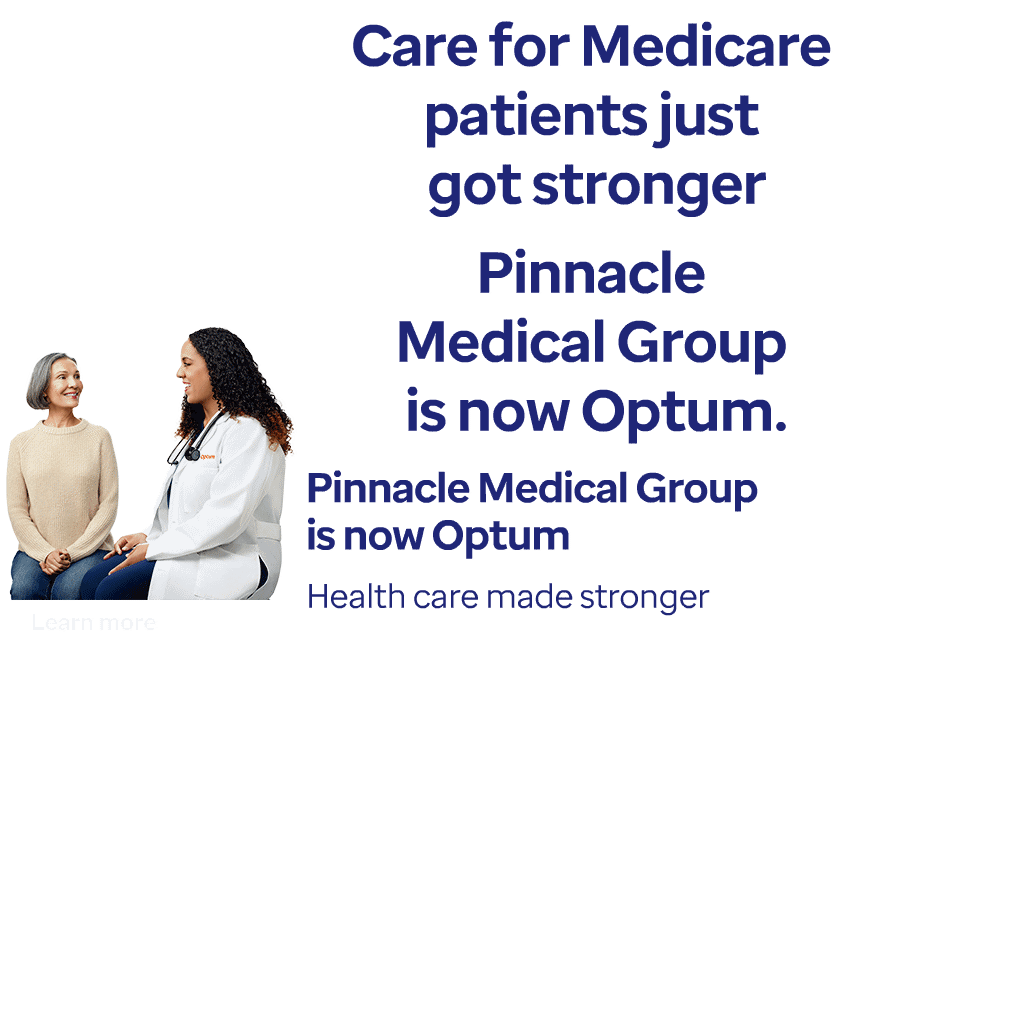 Care for Medicare
patients just
got stronger
Pinnacle
Medical Group
is now Optum.
Pinnacle Medical Group
is now Optum
Health care made stronger
Learn more